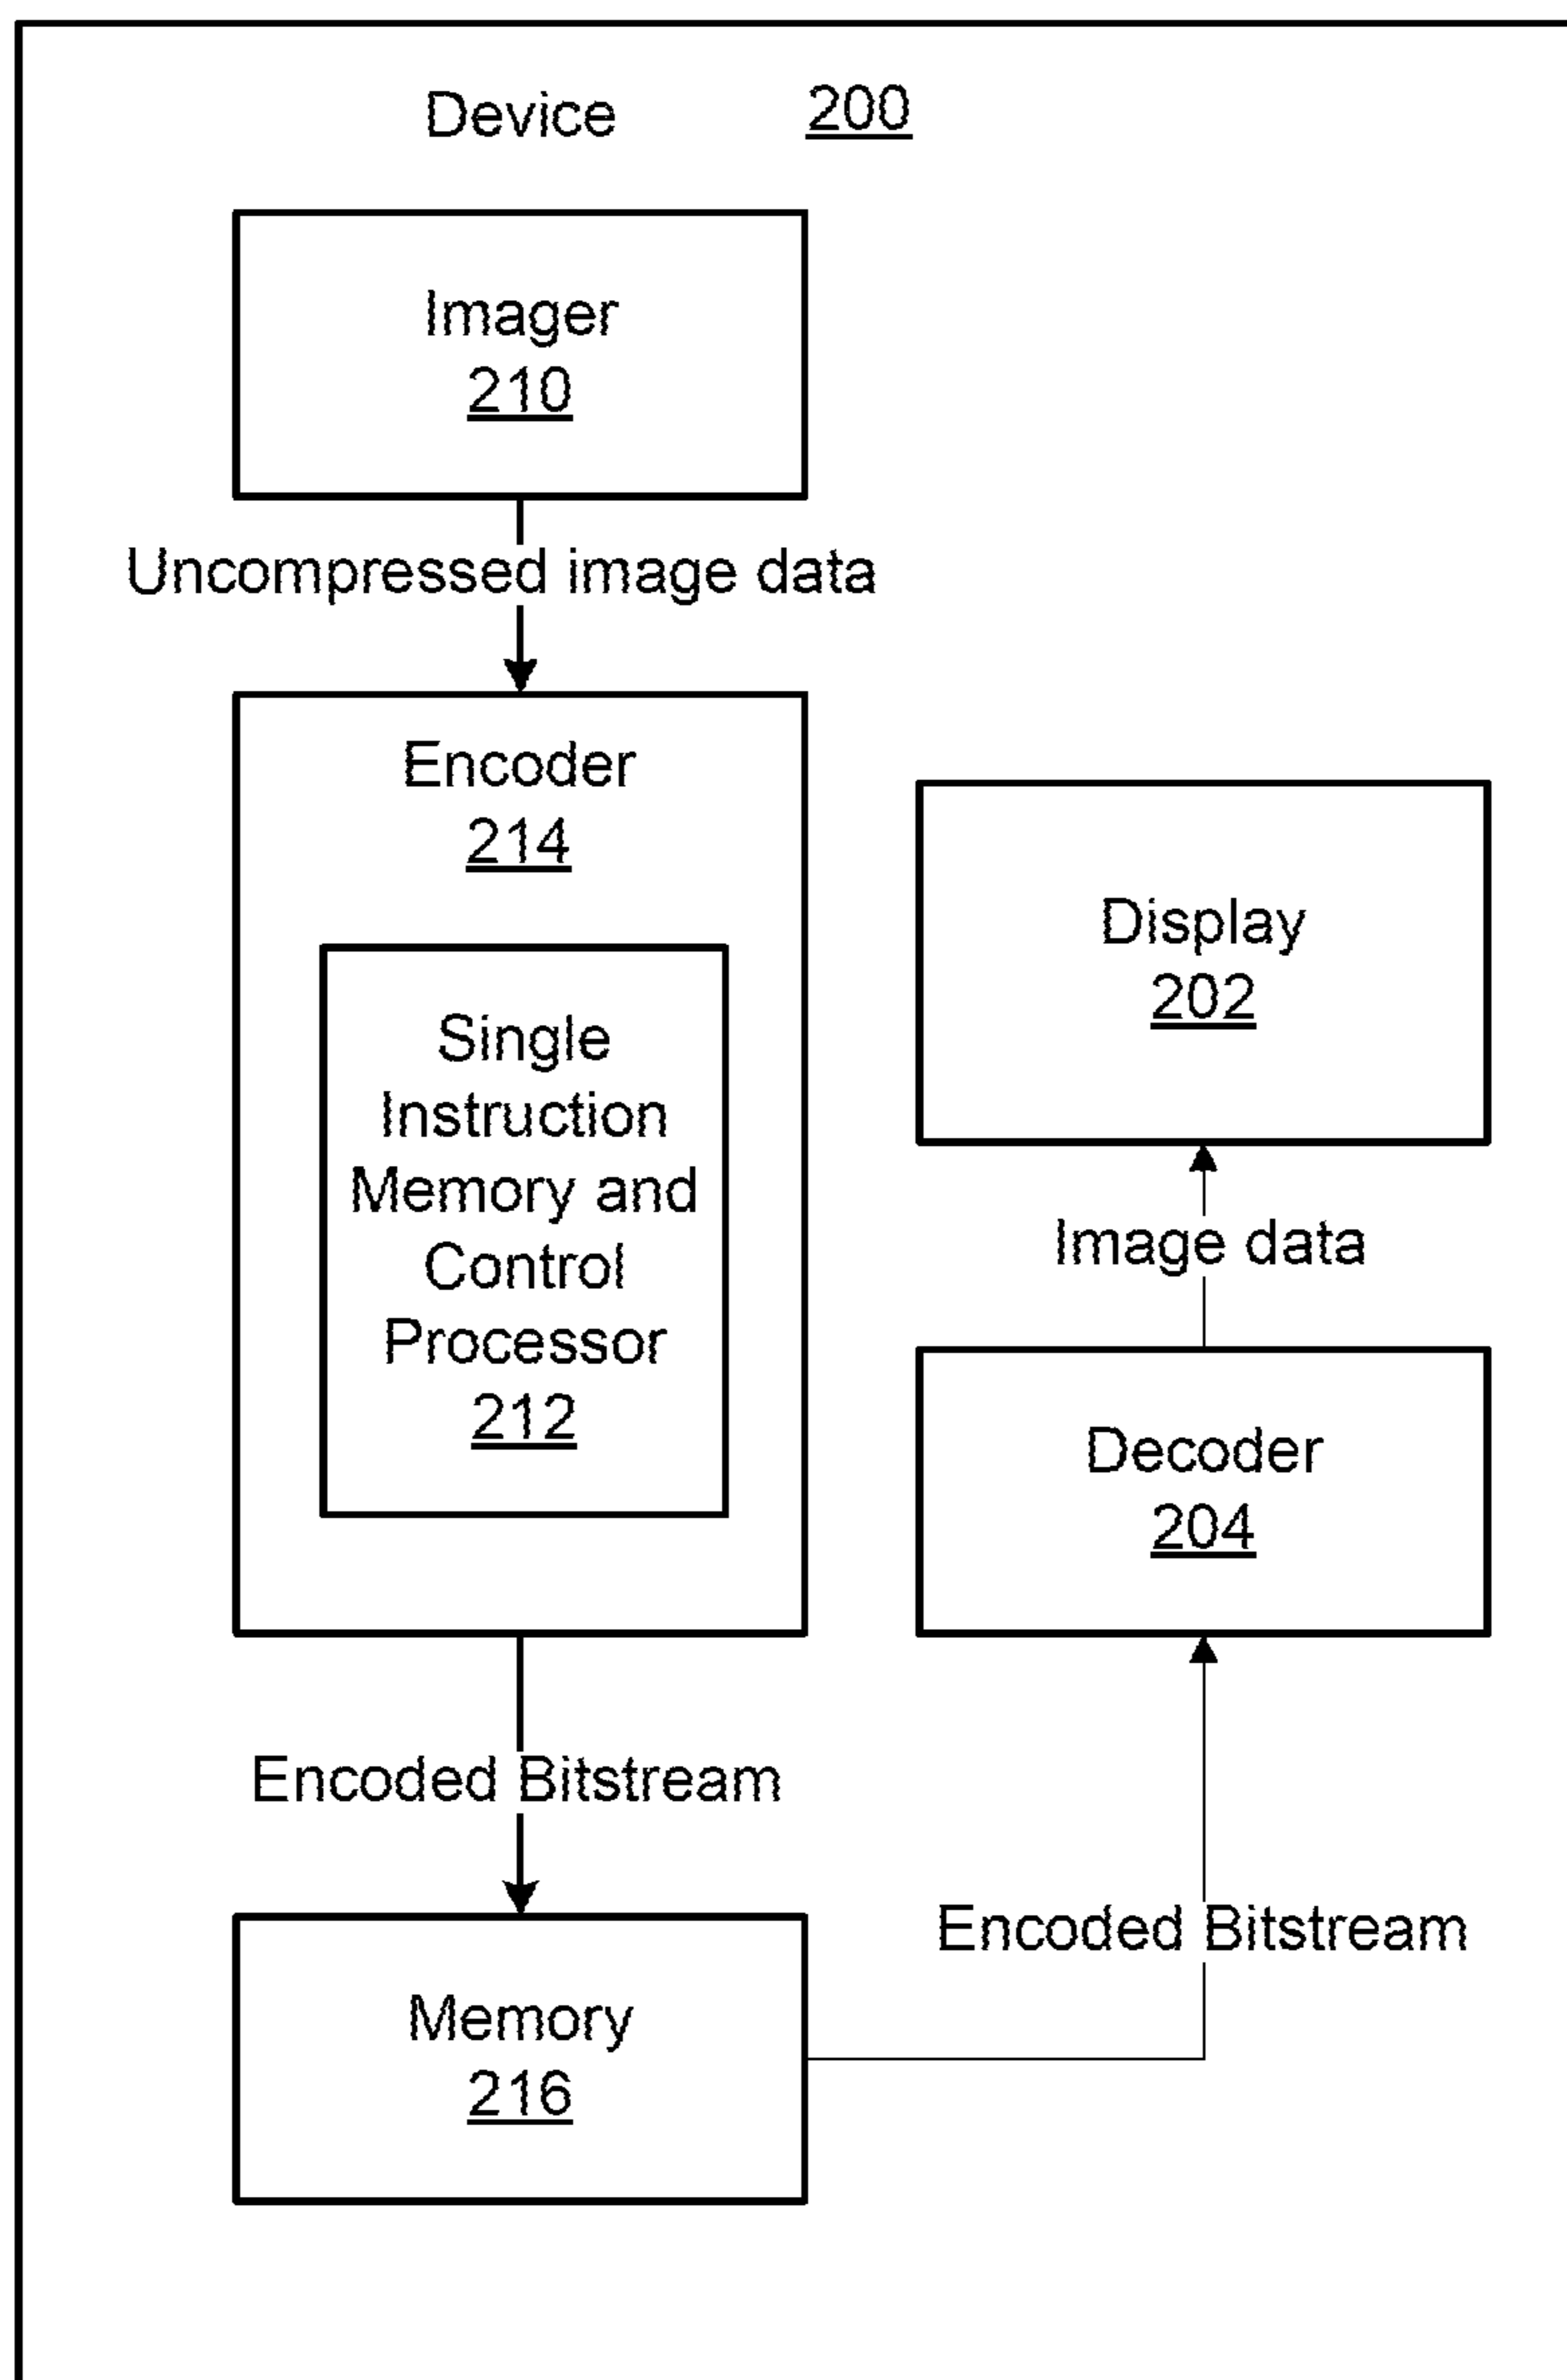 Device 200
Imager
210
Uncompressed image data
Encoder
214
Single
Instruction
Memory and
Control
Processor
212
Encoded Bitstream
Memory
216
Display
202
Image data
Decoder
204
Encoded Bitstream